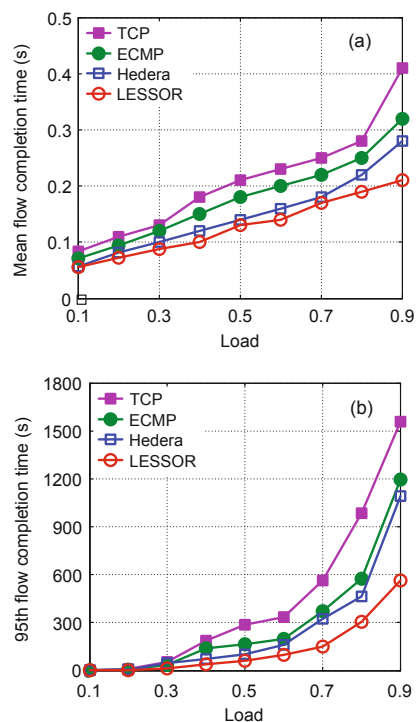 (a)
TCP
ECMP
Hedera
LESSOR
Mean flow completion time (s)
0.5
0.4
0.3
0.2
0.1
0
0.1 0.3 0.5 0.7 0.9
Load
(b)
TCP
ECMP
Hedera
LESSOR
95th flow completion time (s)
1800
1500
1200
900
600
300
0
0.1 0.3 0.5 0.7 0.9
Load